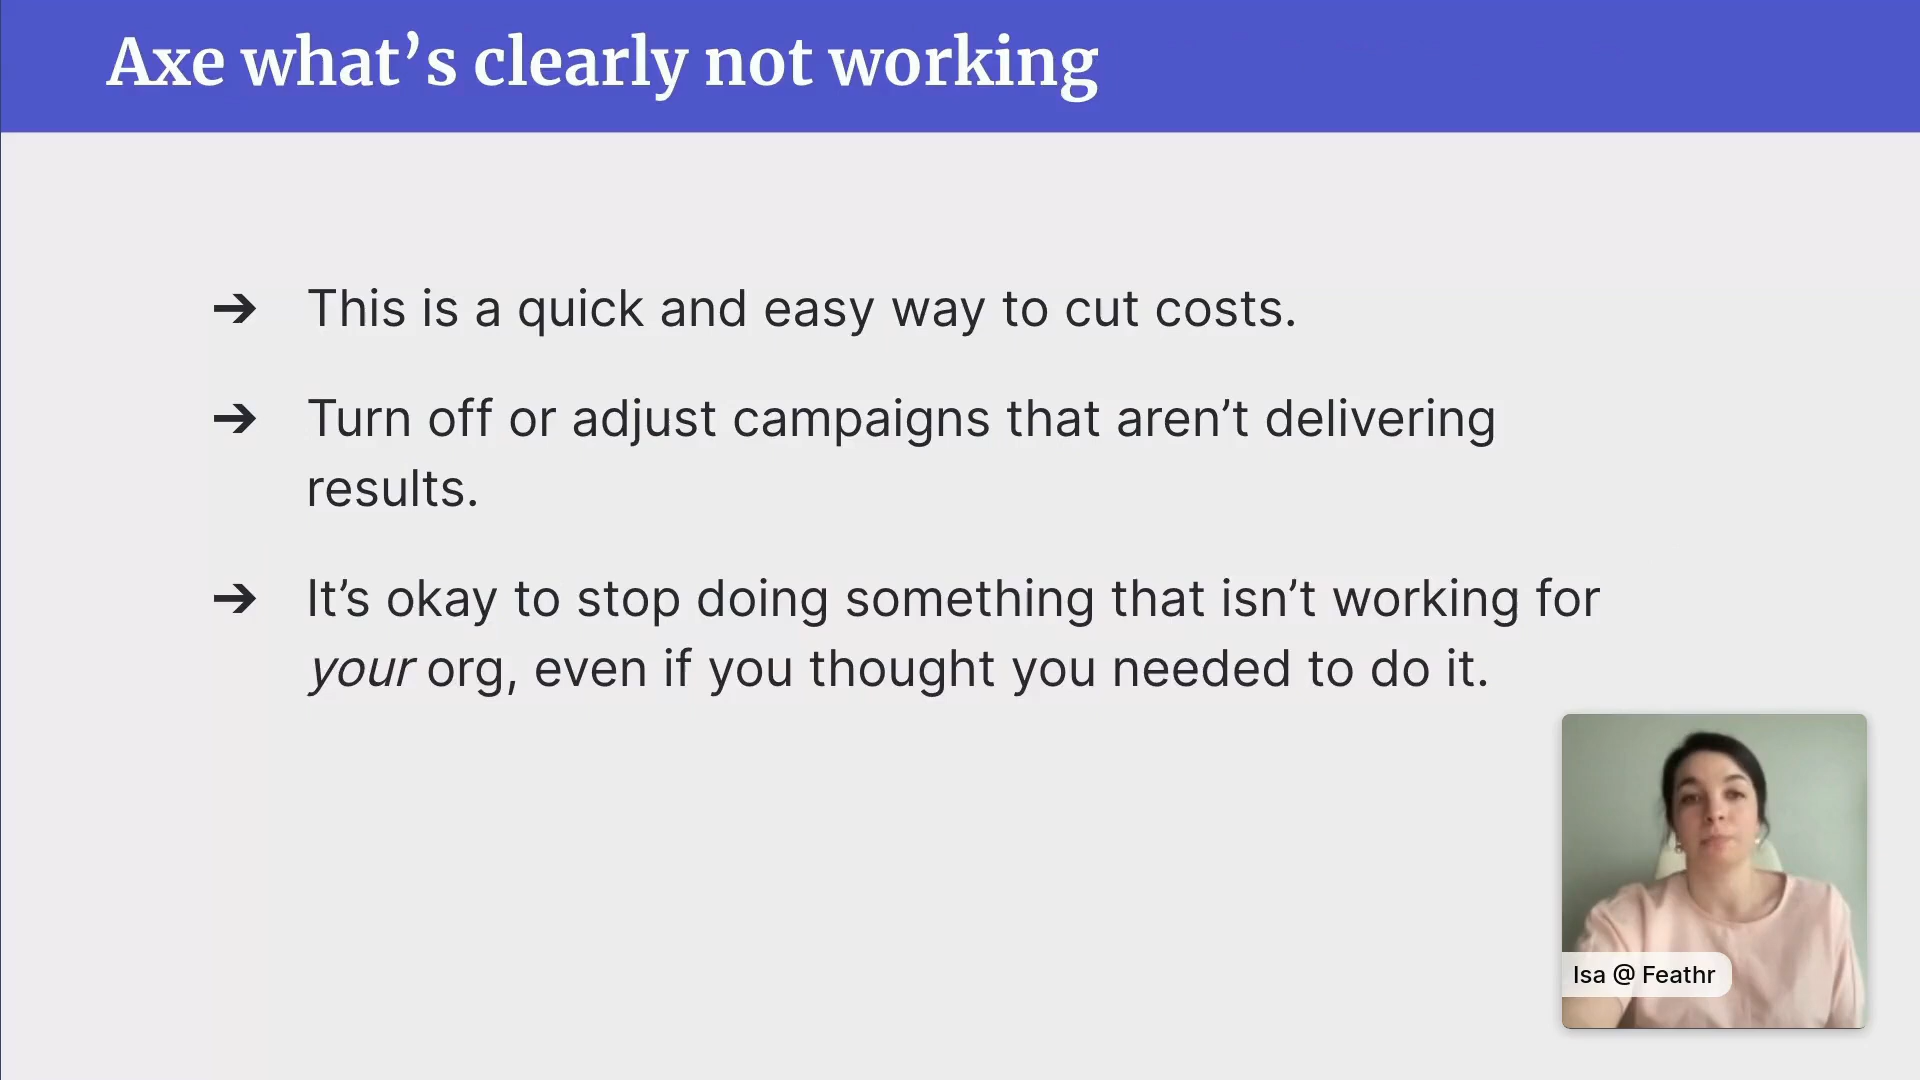 Axe what’s clearly not working
➔ This is a quick and easy way to cut costs.
➔ Turn off or adjust campaigns that aren’t delivering
results.
➔ It’s okay to stop doing something that isn’t working for
your org, even if you thought you needed to do it.
Isa @ Feathr